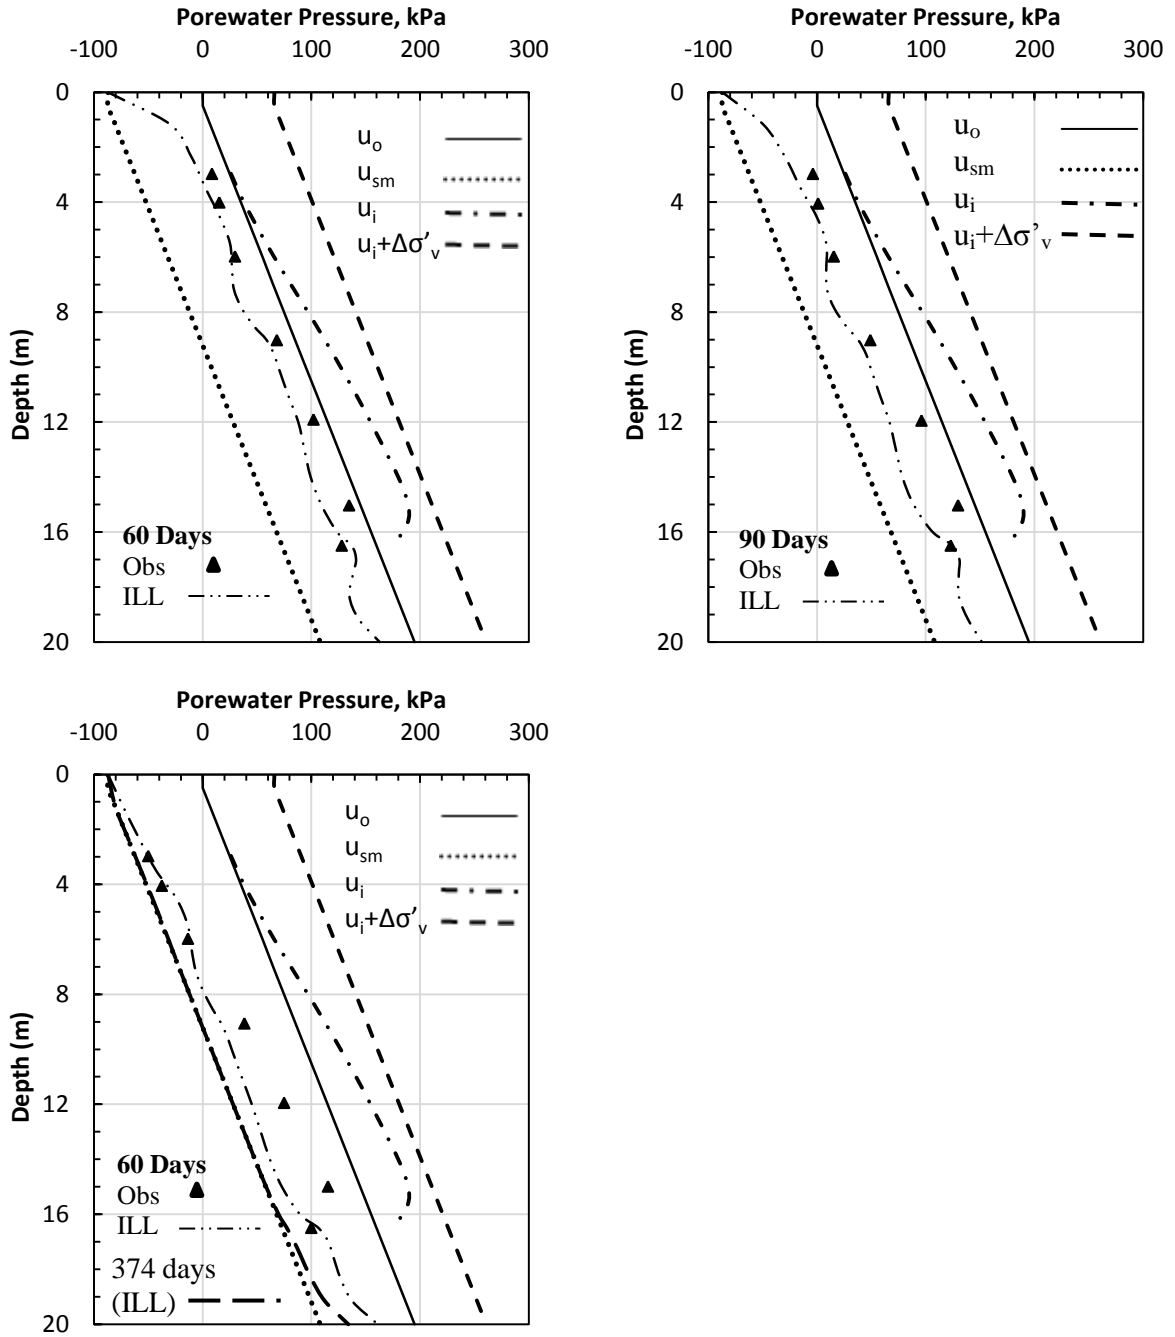 Porewater Pressure, kPa
-100 0 100 200 300
0
4
8
12
16
20
Depth (m)
uo
usm
ui
ui+Δσ’v
60 Days
Obs
ILL
Porewater Pressure, kPa
-100 0 100 200 300
0
4
8
12
16
20
Depth (m)
uo
usm
ui
ui+Δσ’v
90 Days
Obs
ILL
Porewater Pressure, kPa
-100 0 100 200 300
0
4
8
12
16
20
Depth (m)
uo
usm
ui
ui+Δσ’v
60 Days
Obs
ILL
374 days
(ILL)